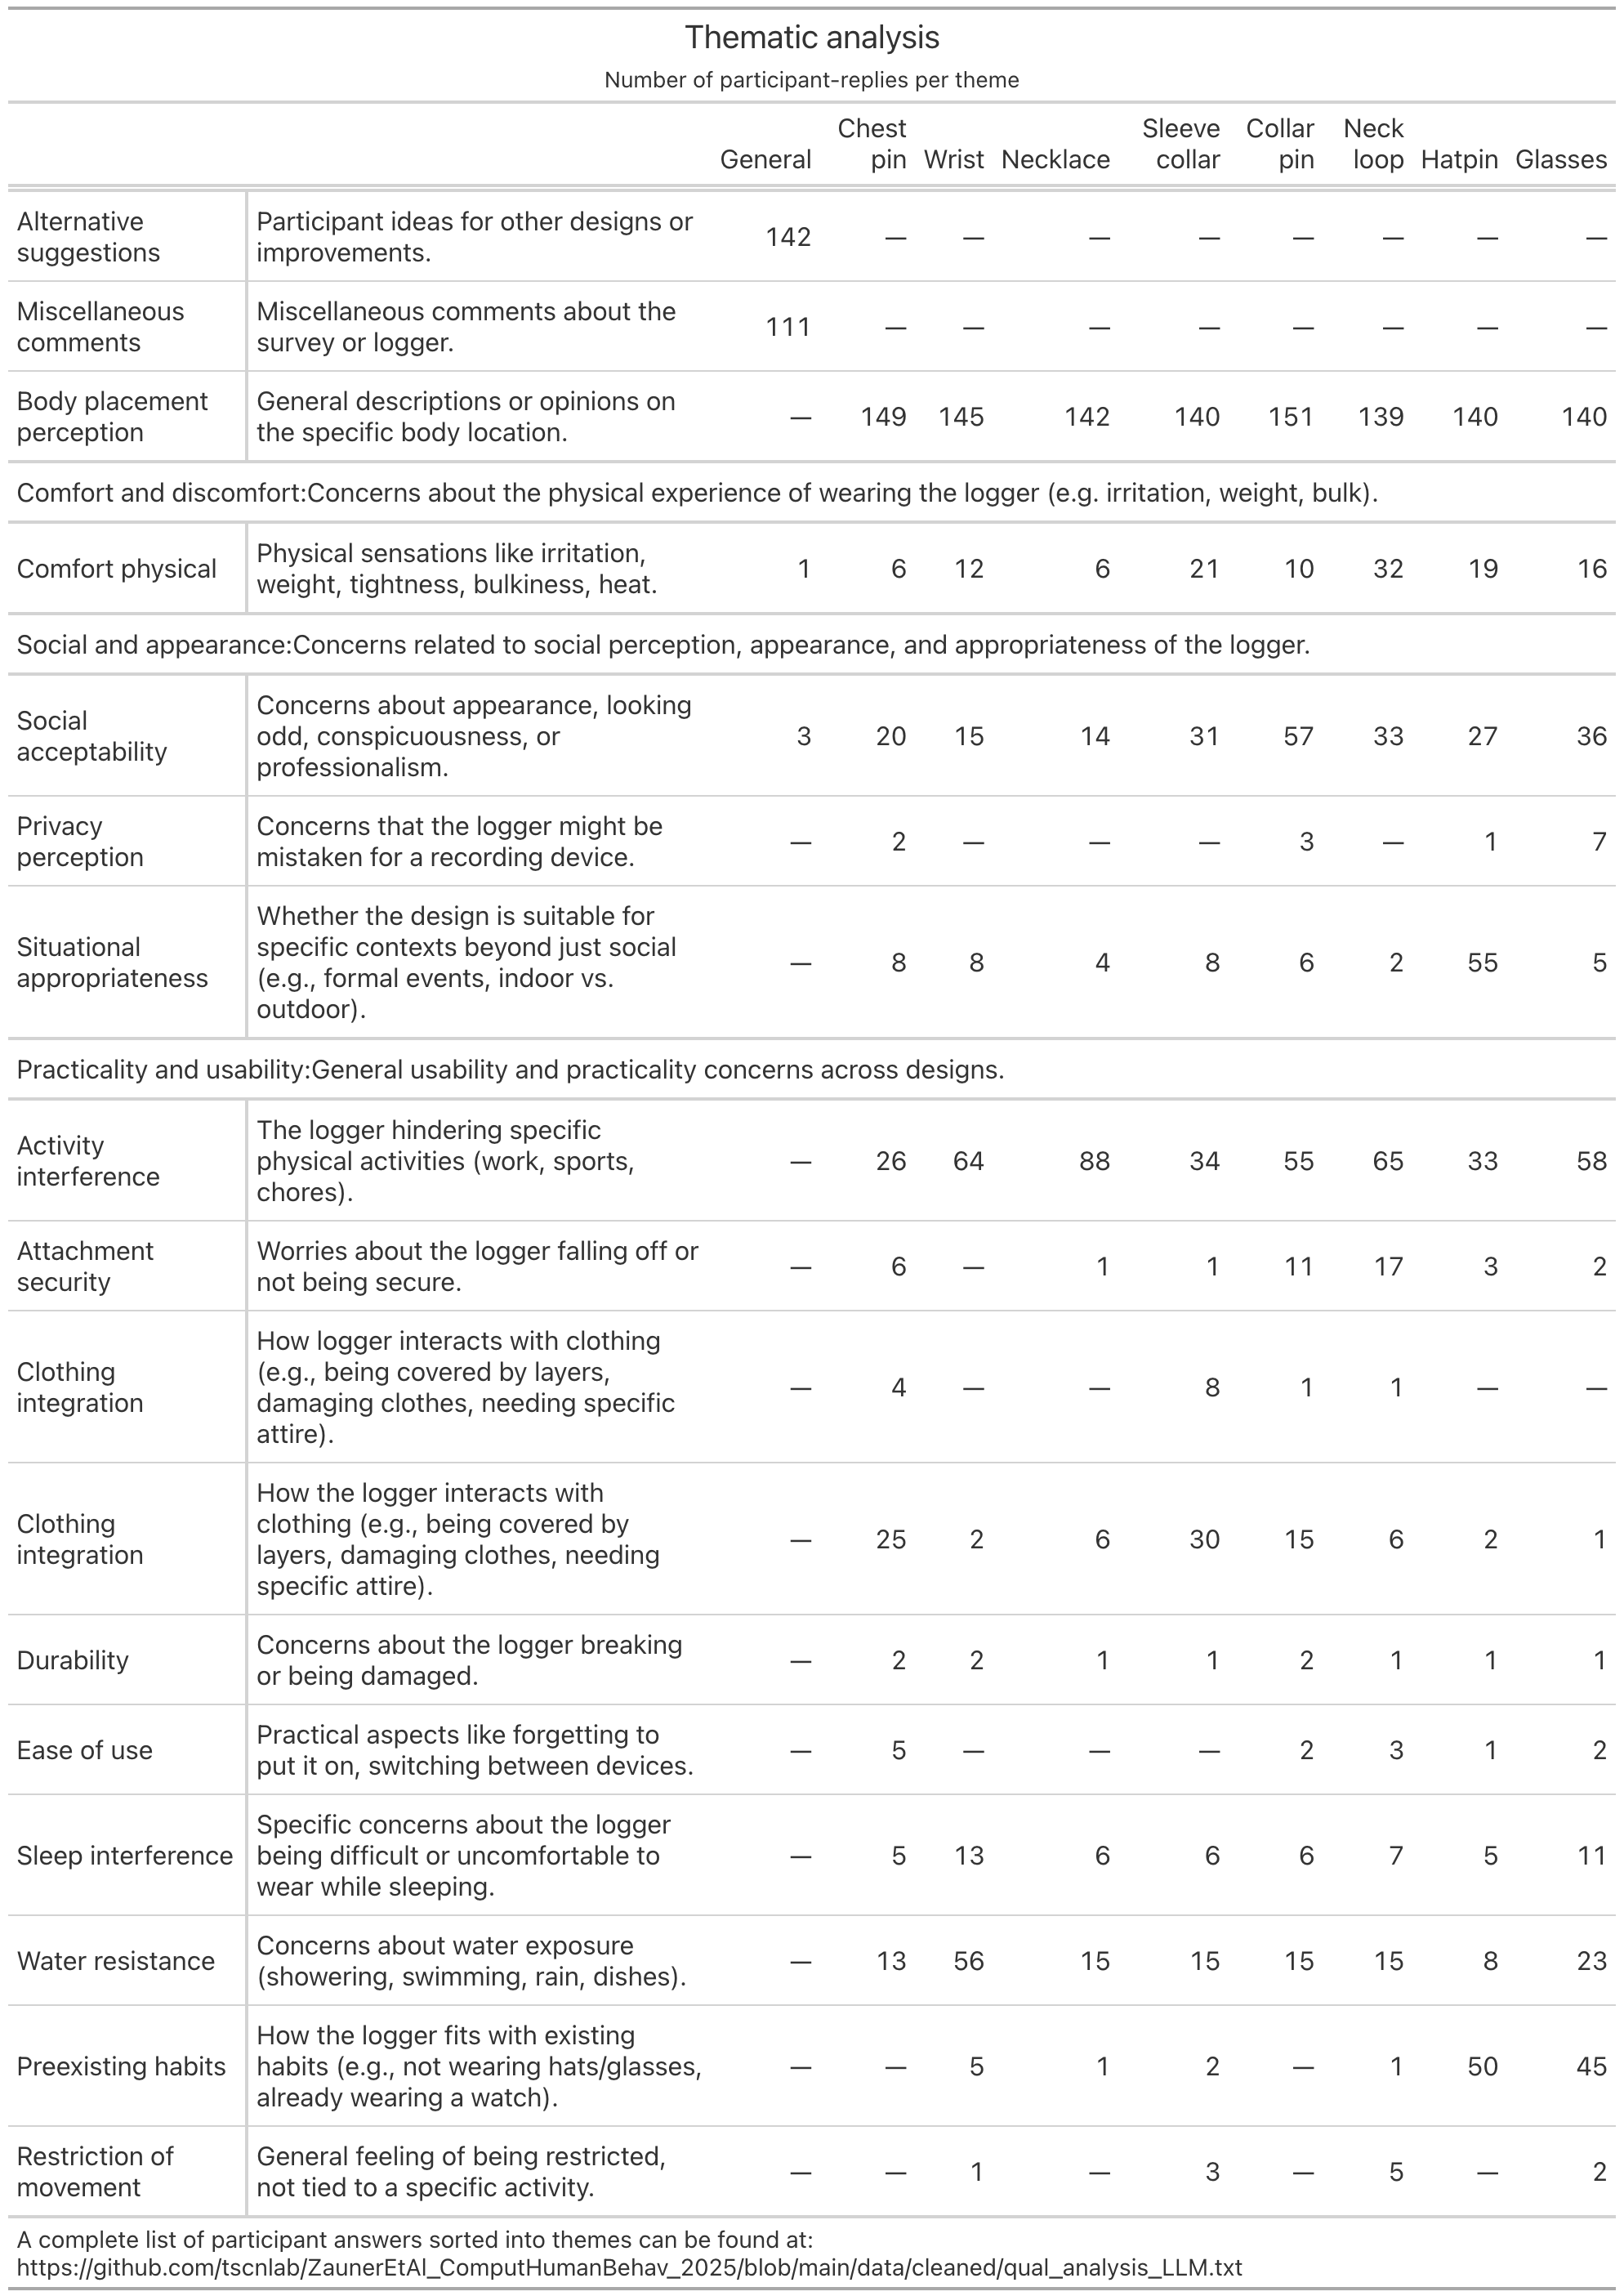 Thematic analysis
Number of participant-replies per theme
General Chest pin Wrist Necklace Sleeve collar Collar pin Neck loop Hatpin Glasses
Alternative suggestions Participant ideas for other designs or improvements. 142 — — — — — — — —
Miscellaneous comments Miscellaneous comments about the survey or logger. 111 — — — — — — — —
Body placement perception General descriptions or opinions on the specific body location. — 149 145 142 140 151 139 140 140
Comfort and discomfort:Concerns about the physical experience of wearing the logger (e.g. irritation, weight, bulk).
Comfort physical Physical sensations like irritation, weight, tightness, bulkiness, heat. 1 6 12 6 21 10 32 19 16
Social and appearance:Concerns related to social perception, appearance, and appropriateness of the logger.
Social acceptability Concerns about appearance, looking odd, conspicuousness, or professionalism. 3 20 15 14 31 57 33 27 36
Privacy perception Concerns that the logger might be mistaken for a recording device. — 2 — — — 3 — 1 7
Situational appropriateness Whether the design is suitable for specific contexts beyond just social (e.g., formal events, indoor vs. outdoor). — 8 8 4 8 6 2 55 5
Practicality and usability:General usability and practicality concerns across designs.
Activity interference The logger hindering specific physical activities (work, sports, chores). — 26 64 88 34 55 65 33 58
Attachment security Worries about the logger falling off or not being secure. — 6 — 1 1 11 17 3 2
Clothing integration How logger interacts with clothing (e.g., being covered by layers, damaging clothes, needing specific attire). — 4 — — 8 1 1 — —
Clothing integration How the logger interacts with clothing (e.g., being covered by layers, damaging clothes, needing specific attire). — 25 2 6 30 15 6 2 1
Durability Concerns about the logger breaking or being damaged. — 2 2 1 1 2 1 1 1
Ease of use Practical aspects like forgetting to put it on, switching between devices. — 5 — — — 2 3 1 2
Sleep interference Specific concerns about the logger being difficult or uncomfortable to wear while sleeping. — 5 13 6 6 6 7 5 11
Water resistance Concerns about water exposure (showering, swimming, rain, dishes). — 13 56 15 15 15 15 8 23
Preexisting habits How the logger fits with existing habits (e.g., not wearing hats/glasses, already wearing a watch). — — 5 1 2 — 1 50 45
Restriction of movement General feeling of being restricted, not tied to a specific activity. — — 1 — 3 — 5 — 2
A complete list of participant answers sorted into themes can be found at:
https://github.com/tscnlab/ZaunerEtAl_ComputHumanBehav_2025/blob/main/data/cleaned/qual_analysis_LLM.txt